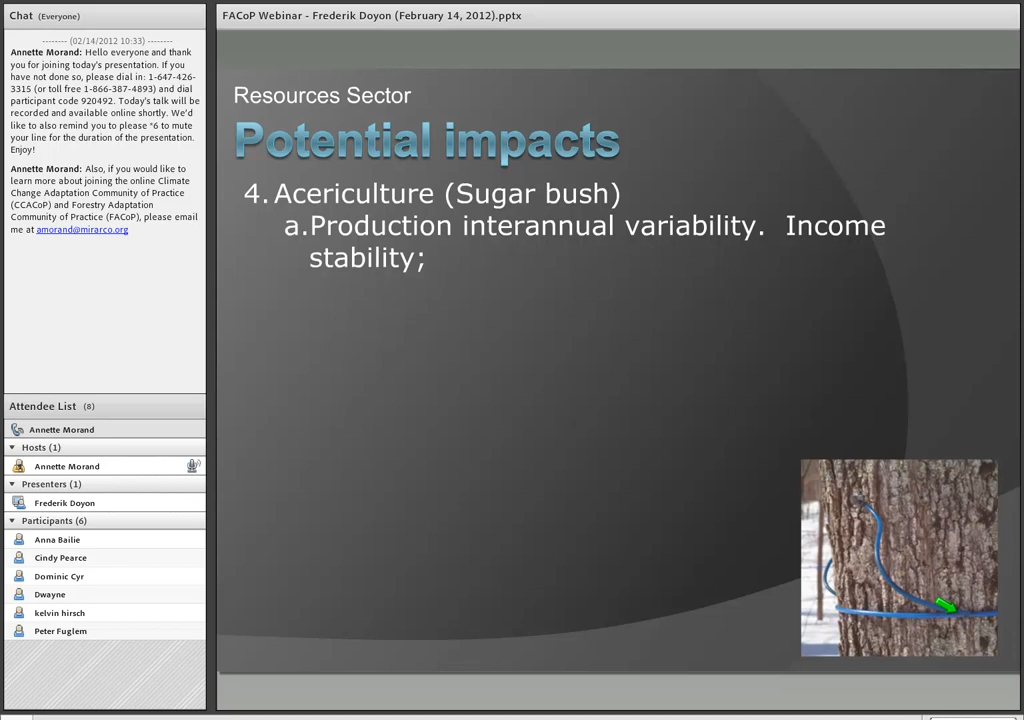 Chat (Everyone)
-------- (02/14/2012 10:33) --------
Annette Morand: Hello everyone and thank
you for joining today's presentation. If you
have not done so, please dial in: 1-647-426-
3315 (or toll free 1-866-387-4893) and dial
participant code 920492. Today's talk will be
recorded and available online shortly. We'd
like to also remind you to please *6 to mute
your line for the duration of the presentation.
Enjoy!
Annette Morand: Also, if you would like to
learn more about joining the online Climate
Change Adaptation Community of Practice
(CCACoP) and Forestry Adaptation
Community of Practice (FACoP), please email
me at amorand@mirarco.org
Attendee List (8)
Annette Morand
Hosts (1)
Annette Morand
Presenters (1)
Frederik Doyon
Participants (6)
Anna Bailie
Cindy Pearce
Dominic Cyr
Dwayne
kelvin hirsch
Peter Fuglem
FACoP Webinar - Frederik Doyon (February 14, 2012).pptx
Resources Sector
Potential impacts
4. Acericulture (Sugar bush)
a.Production interannual variability. Income
stability;